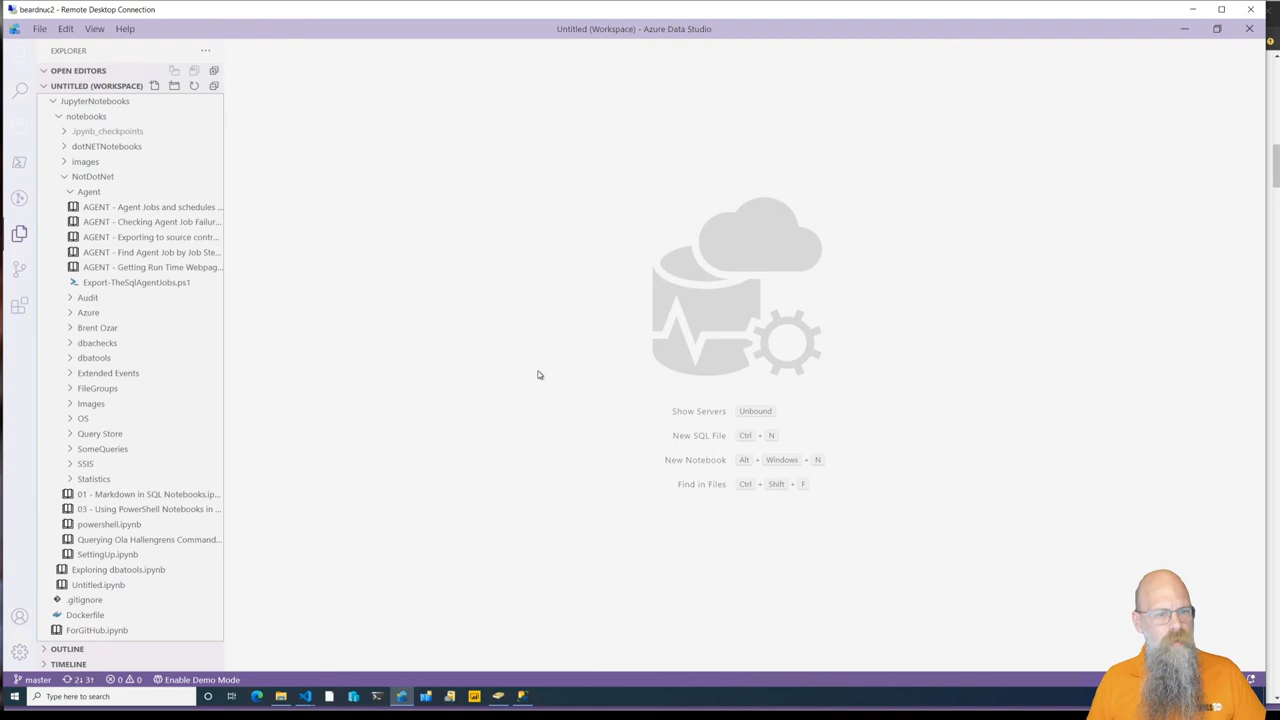 beardnuc2 - Remote Desktop Connection
File Edit View Help
Untitled (Workspace) - Azure Data Studio
EXPLORER
OPEN EDITORS
UNTITLED (WORKSPACE)
JupyterNotebooks
notebooks
.ipynb_checkpoints
dotNETNotebooks
images
NotDotNet
Agent
AGENT - Agent Jobs and schedules ...
AGENT - Checking Agent Job Failur...
AGENT - Exporting to source contr...
AGENT - Find Agent Job by Job Ste...
AGENT - Getting Run Time Webpag...
Export-TheSqlAgentJobs.ps1
Audit
Azure
Brent Ozar
dbachecks
dbatools
Extended Events
FileGroups
Images
OS
Query Store
SomeQueries
SSIS
Statistics
01 - Markdown in SQL Notebooks.ip...
03 - Using PowerShell Notebooks in ...
powershell.ipynb
Querying Ola Hallengrens Command...
SettingUp.ipynb
Exploring dbatools.ipynb
Untitled.ipynb
.gitignore
Dockerfile
ForGitHub.ipynb
OUTLINE
TIMELINE
Show Servers Unbound
New SQL File Ctrl + N
New Notebook Alt + Windows + N
Find in Files Ctrl + Shift + F
master 2↓ 3↑ 0 0 Enable Demo Mode
Type here to search